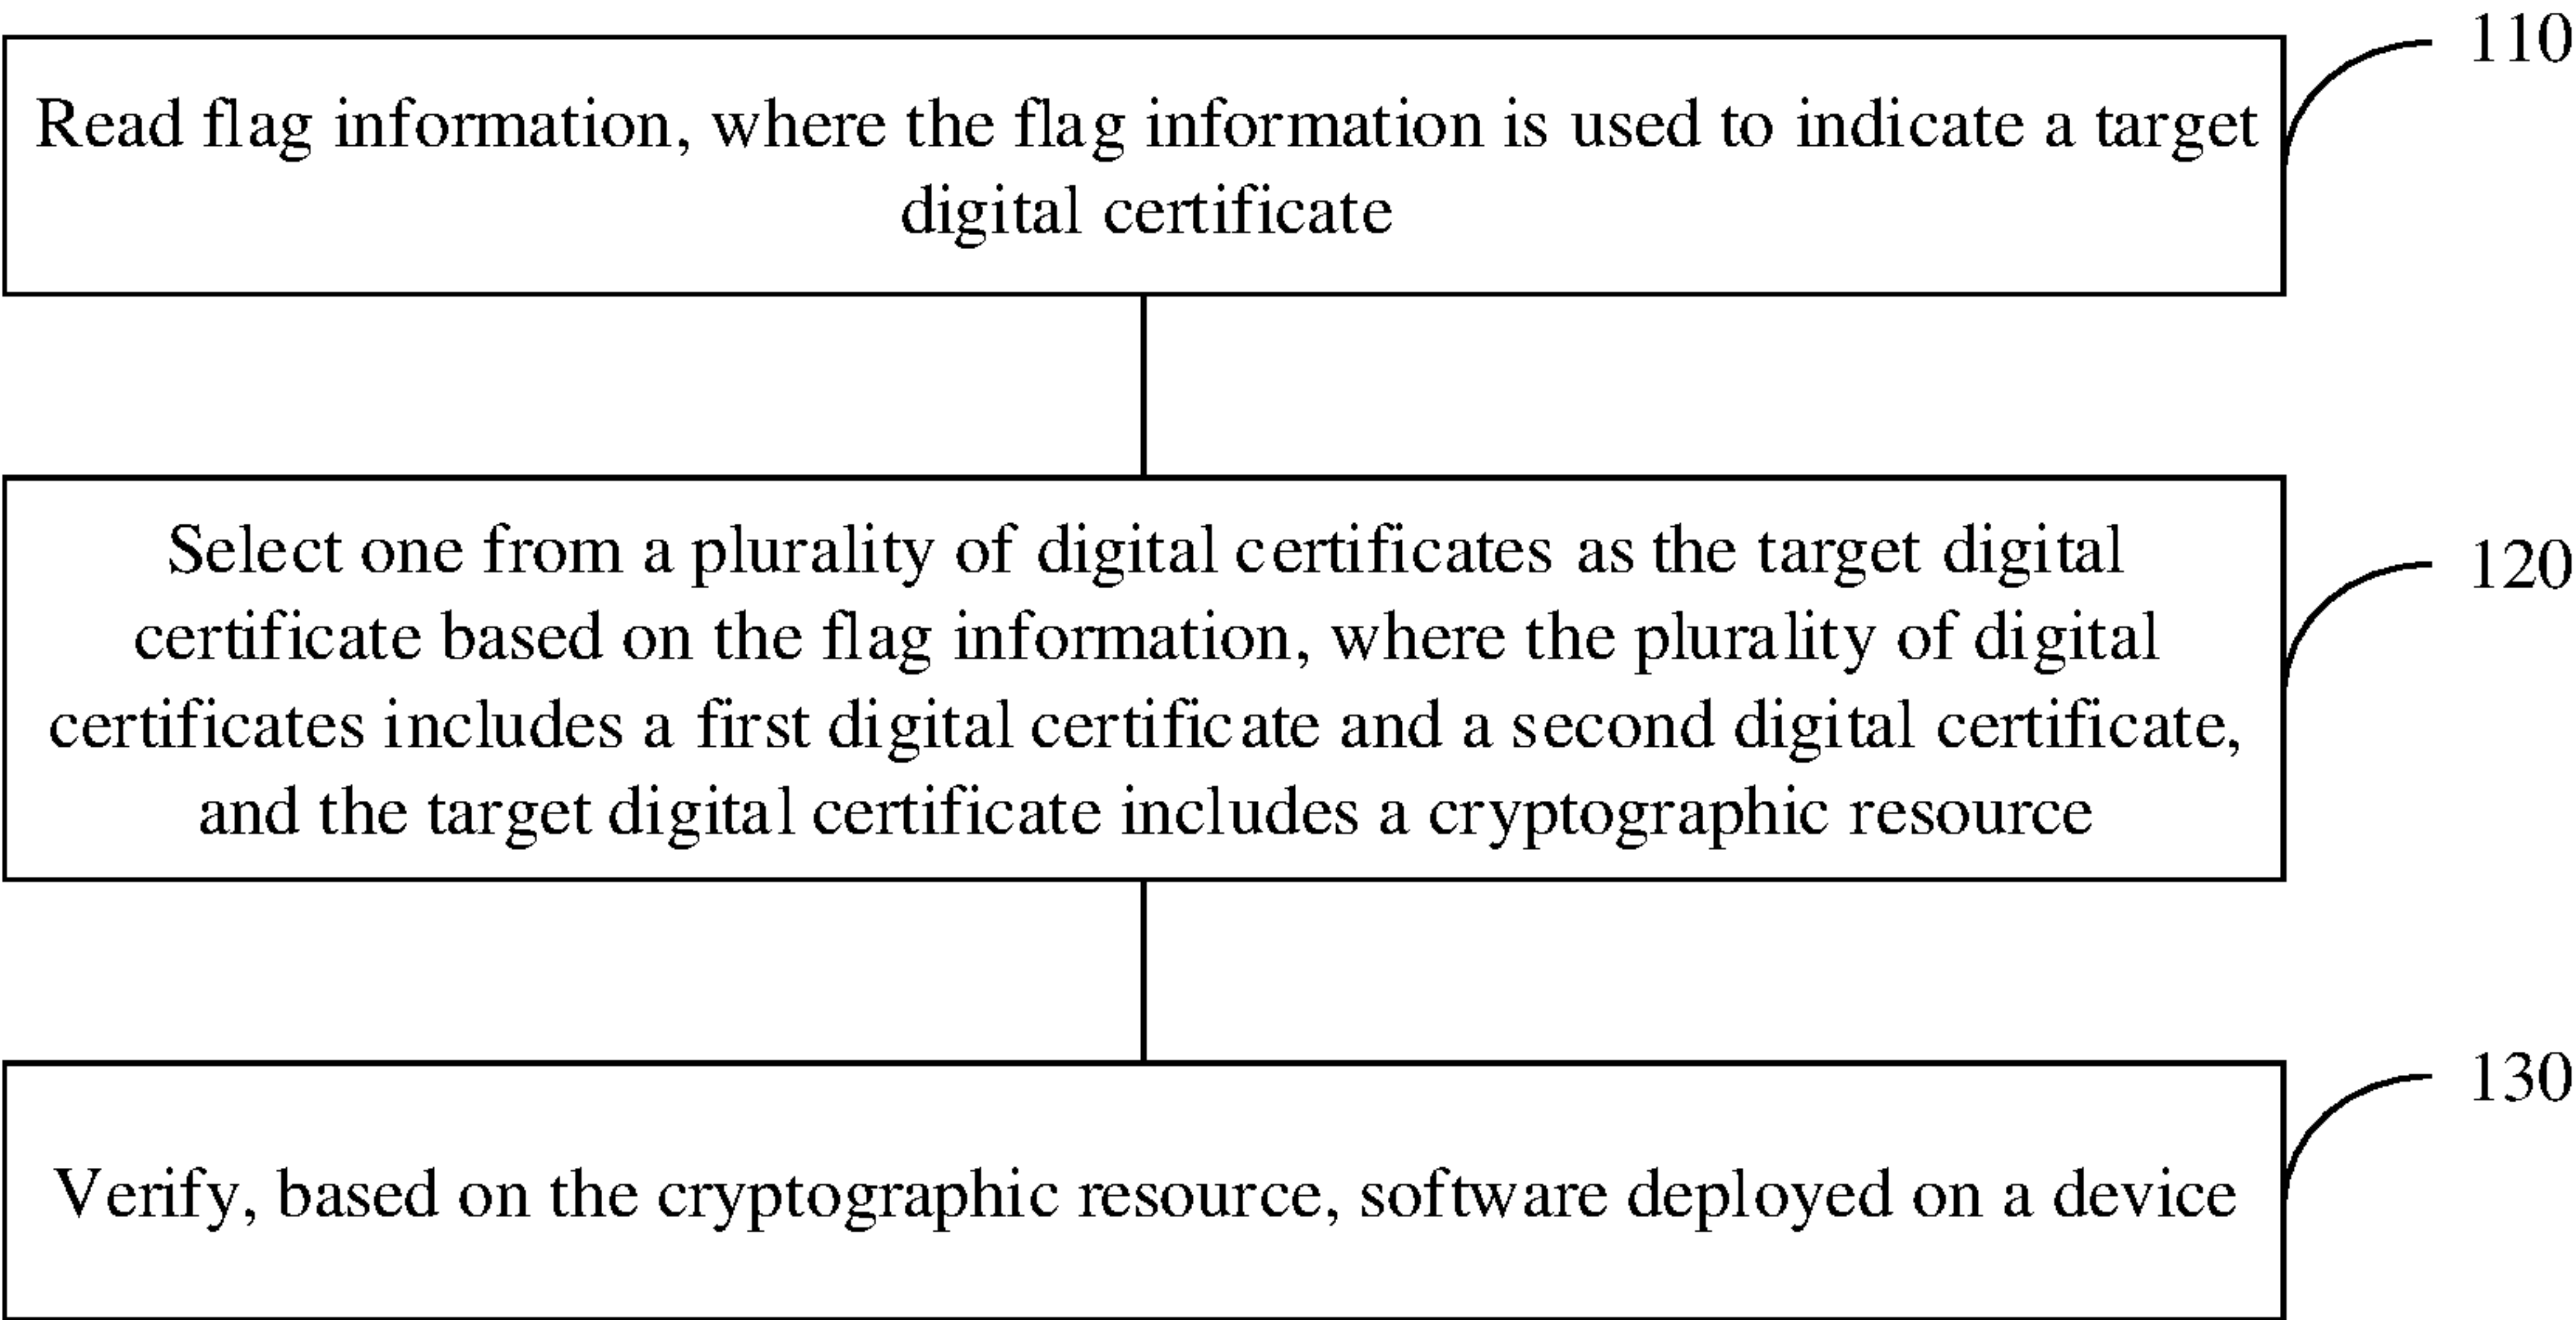 110
Read flag information, where the flag information is used to indicate a target
digital certificate
120
Select one from a plurality of digital certificates as the target digital
certificate based on the flag information, where the plurality of digital
certificates includes a first digital certificate and a second digital certificate,
and the target digital certificate includes a cryptographic resource
130
Verify, based on the cryptographic resource, software deployed on a device